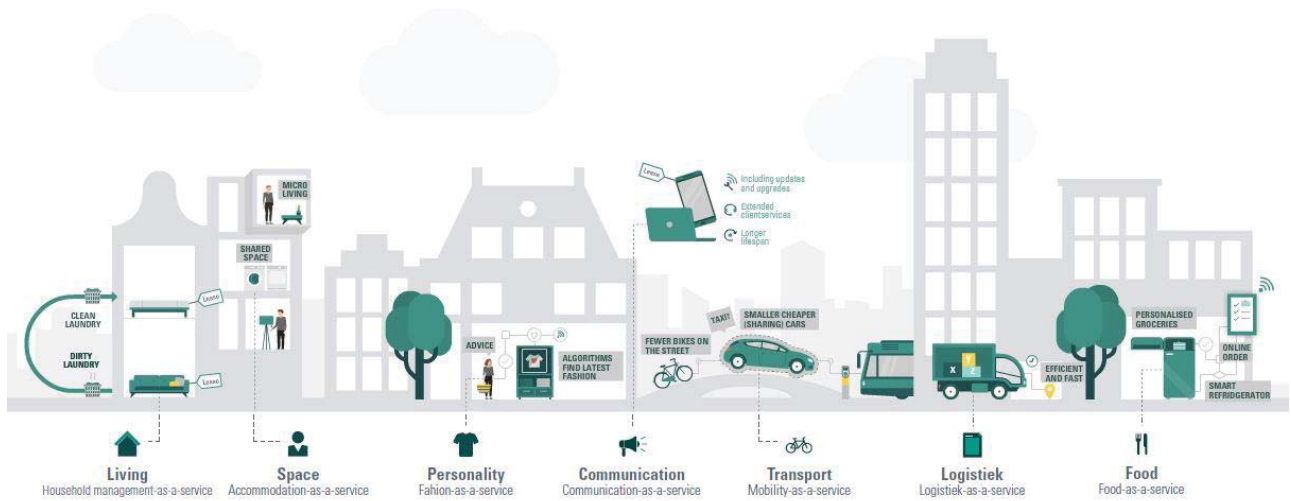 MICRO
LIVING
SHARED
SPACE
Lease
CLEAN
LAUNDRY
DIRTY
LAUNDRY
Lease
ADVICE
ALGORITHMS
FIND LATEST
FASHION
Lease
Including updates
and upgrades
Extended
clientservices
Longer
lifespan
FEWER BIKES ON
THE STREET
TAXI!
SMALLER CHEAPER
(SHARING) CARS
X
Y
Z
EFFICIENT
AND FAST
PERSONALISED
GROCERIES
ONLINE
ORDER
SMART
REFRIDGERATOR
Living
Household management-as-a-service
Space
Accommodation-as-a-service
Personality
Fahion-as-a-service
Communication
Communication-as-a-service
Transport
Mobility-as-a-service
Logistiek
Logistiek-as-a-service
Food
Food-as-a-service